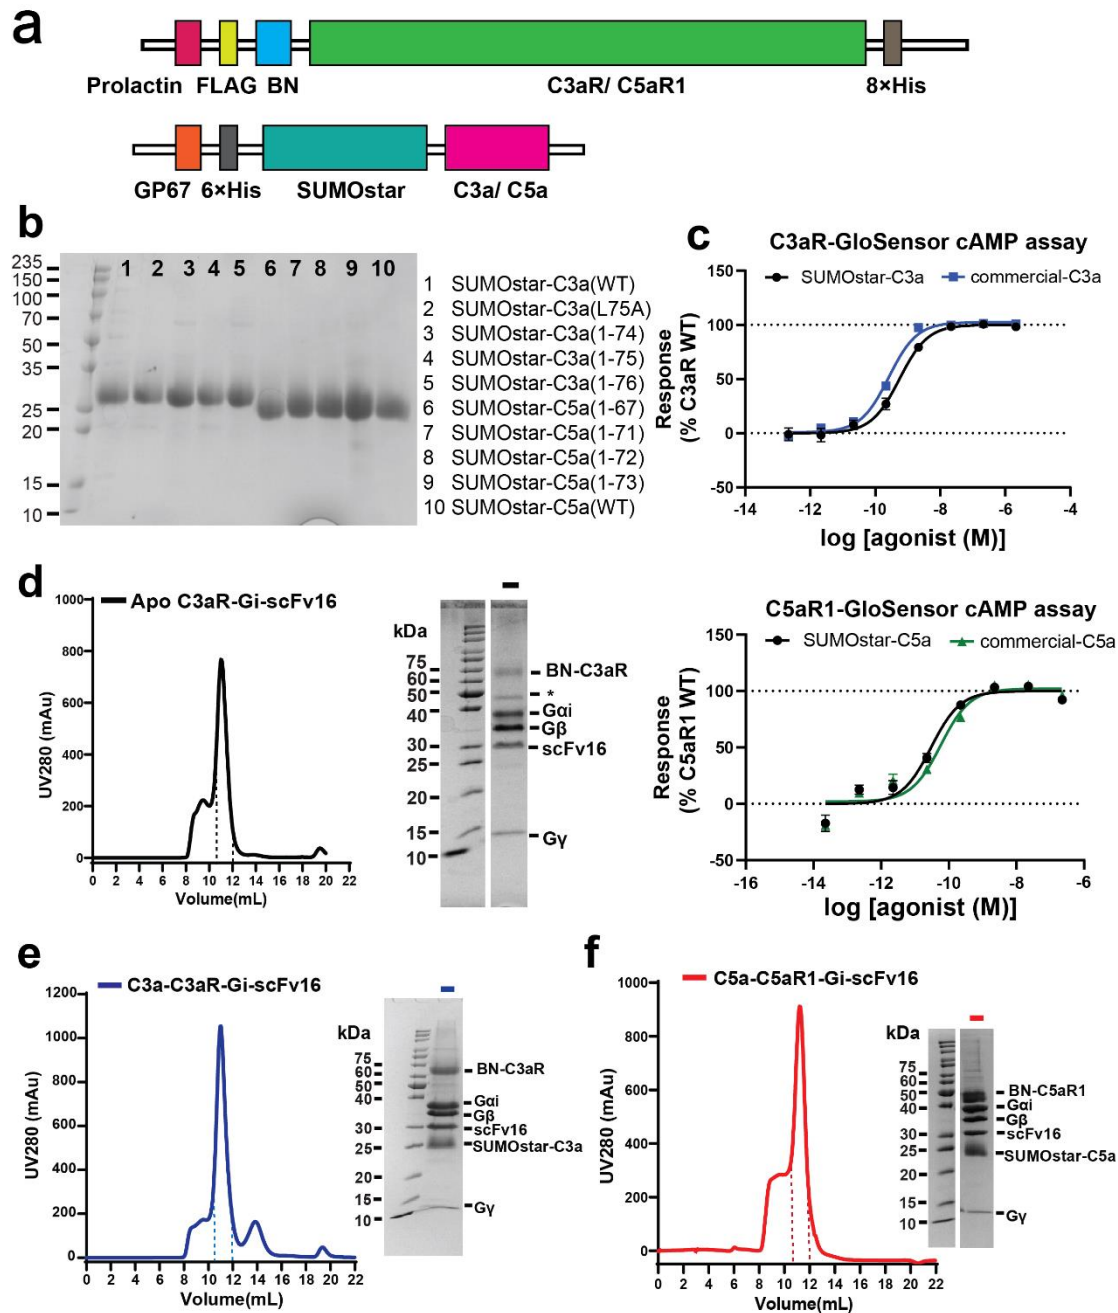 a
Prolactin FLAG BN C3aR/ C5aR1 8×His
GP67 6×His SUMOstar C3a/ C5a
b
235
150
100
70
50
35
25
20
15
10
1 2 3 4 5 6 7 8 9 10
1 SUMOstar-C3a(WT)
2 SUMOstar-C3a(L75A)
3 SUMOstar-C3a(1-74)
4 SUMOstar-C3a(1-75)
5 SUMOstar-C3a(1-76)
6 SUMOstar-C5a(1-67)
7 SUMOstar-C5a(1-71)
8 SUMOstar-C5a(1-72)
9 SUMOstar-C5a(1-73)
10 SUMOstar-C5a(WT)
c
C3aR-GloSensor cAMP assay
SUMOstar-C3a commercial-C3a
Response
(% C3aR WT)
150
100
50
0
-50
-14 -12 -10 -8 -6 -4
log [agonist (M)]
C5aR1-GloSensor cAMP assay
SUMOstar-C5a commercial-C5a
Response
(% C5aR1 WT)
150
100
50
0
-50
-16 -14 -12 -10 -8 -6
log [agonist (M)]
d
Apo C3aR-Gi-scFv16
UV280 (mAu)
1000
800
600
400
200
0
0 2 4 6 8 10 12 14 16 18 20 22
Volume(mL)
kDa
75
60
50
40
30
25
20
15
10
BN-C3aR
*
Gαi
Gβ
scFv16
Gγ
e
C3a-C3aR-Gi-scFv16
UV280 (mAu)
1200
1000
800
600
400
200
0
0 2 4 6 8 10 12 14 16 18 20 22
Volume(mL)
kDa
75
60
50
40
30
25
20
15
10
BN-C3aR
Gαi
Gβ
scFv16
SUMOstar-C3a
Gγ
f
C5a-C5aR1-Gi-scFv16
UV280 (mAu)
1000
800
600
400
200
0
0 2 4 6 8 10 12 14 16 18 20 22
Volume(mL)
kDa
75
60
50
40
30
25
20
15
10
BN-C5aR1
Gαi
Gβ
scFv16
SUMOstar-C5a
Gγ